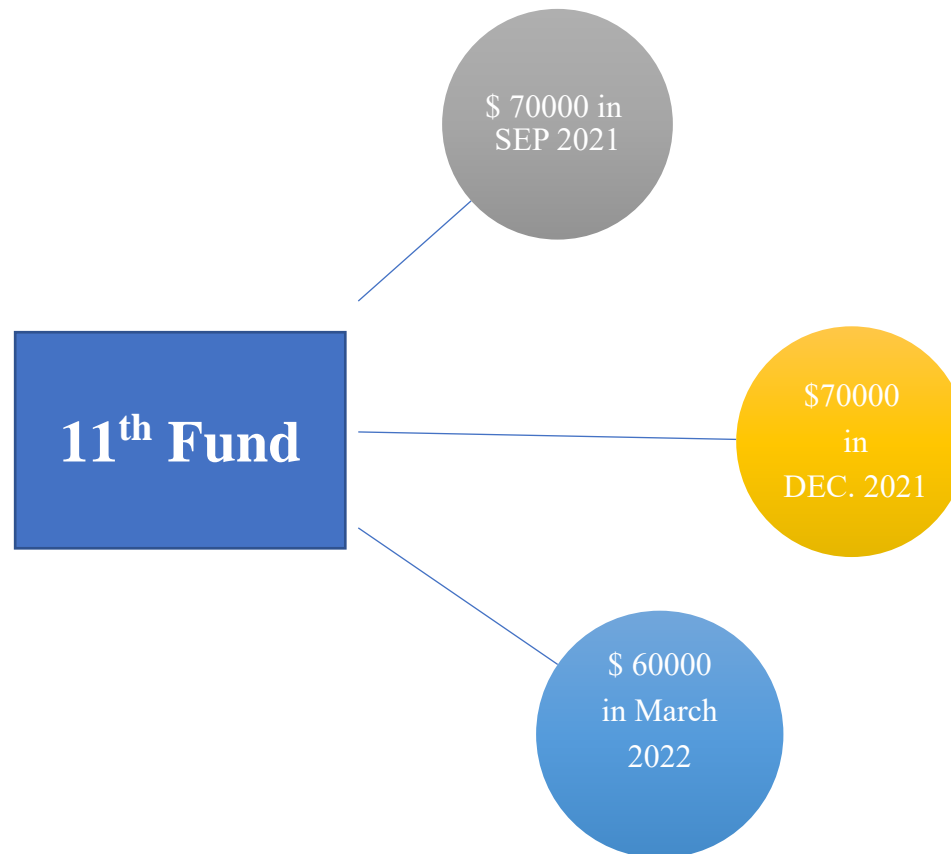 $ 70000 in
SEP 2021
11th Fund
$70000
in
DEC. 2021
$ 60000
in March
2022